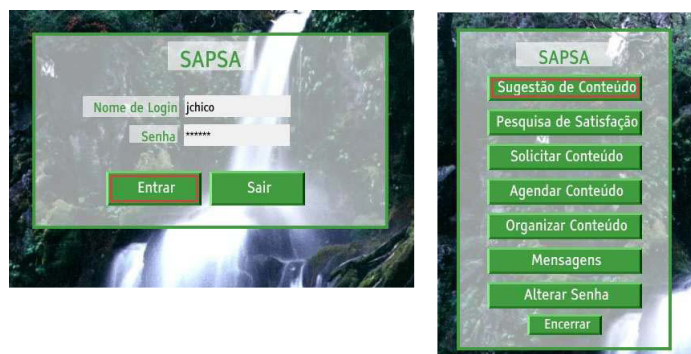 SAPSA
Nome de Login jchico
Senha ******
Entrar Sair
SAPSA
Sugestão de Conteúdo
Pesquisa de Satisfação
Solicitar Conteúdo
Agendar Conteúdo
Organizar Conteúdo
Mensagens
Alterar Senha
Encerrar